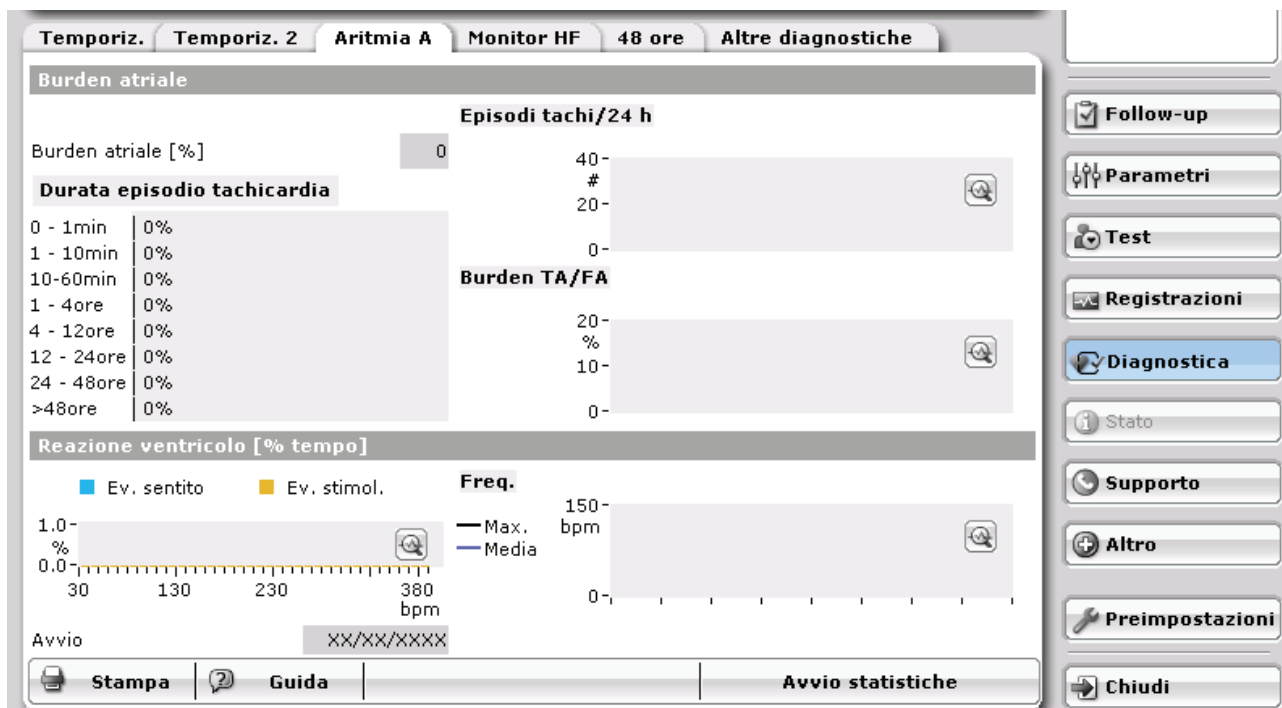 Temporiz. Temporiz. 2 Aritmia A Monitor HF 48 ore Altre diagnostiche
Burden atriale
Burden atriale [%] 0
Durata episodio tachicardia
0 - 1min 0%
1 - 10min 0%
10-60min 0%
1 - 4ore 0%
4 - 12ore 0%
12 - 24ore 0%
24 - 48ore 0%
>48ore 0%
Episodi tachi/24 h
40
#
20
0
Burden TA/FA
20
%
10
0
Reazione ventricolo [% tempo]
Ev. sentito Ev. stimol.
1.0
%
0.0
30 130 230 380
bpm
Avvio XX/XX/XXXX
Freq.
Max.
Media
150
bpm
0
Stampa Guida Avvio statistiche
Follow-up
Parametri
Test
Registrazioni
Diagnostica
Stato
Supporto
Altro
Preimpostazioni
Chiudi